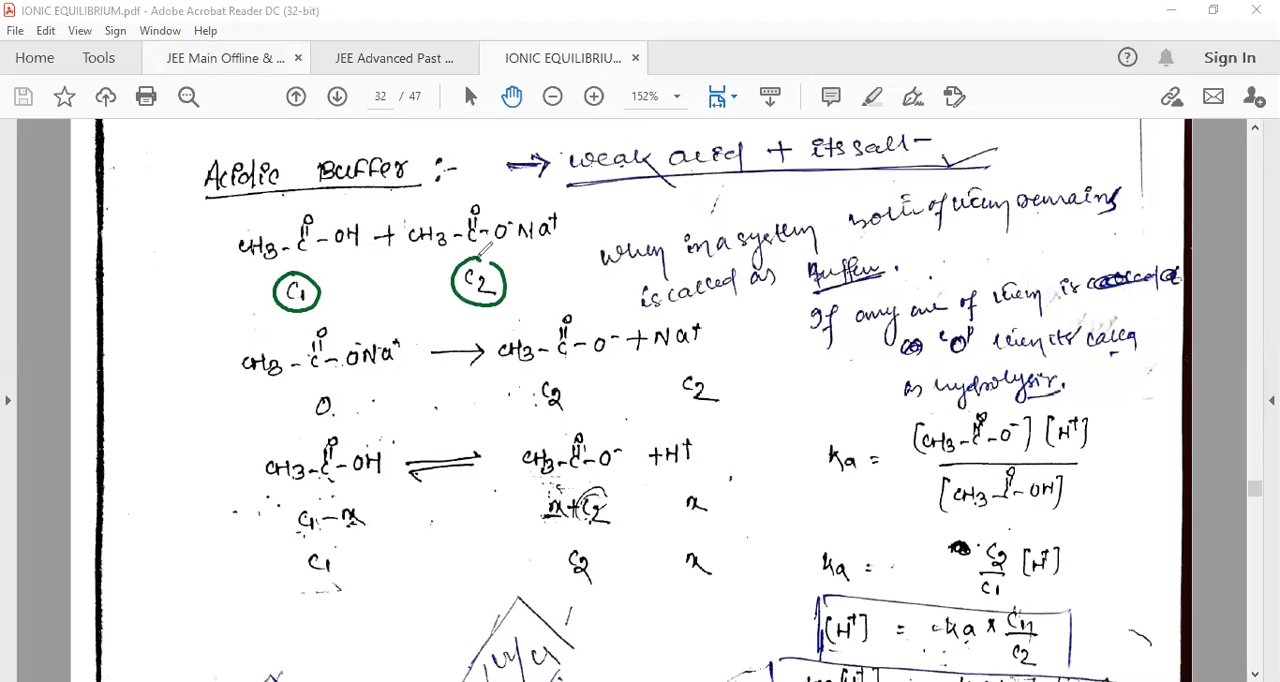 IONIC EQUILIBRIUM.pdf - Adobe Acrobat Reader DC (32-bit)
File Edit View Sign Window Help
Home Tools JEE Main Offline & ... × JEE Advanced Past ... IONIC EQUILIBRIU... × ? Sign In
32 / 47 152%
Acidic Buffer :- → weak acid + its salt
CH3-C-OH + CH3-C-O⁻Na⁺
O O
C1 C2
when in a system both of them remains
is called as Buffer.
If any one of them is
"0" then its called
as hydrolysis.
CH3-C-O⁻Na⁺ → CH3-C-O⁻ + Na⁺
O O
0. C2 C2
CH3-C-OH ⇌ CH3-C-O⁻ + H⁺
O O
C1-x x+C2 x
C1 C2 x
Ka = [CH3-C-O⁻] [H⁺]
[CH3-C-OH]
Ka = C2/C1 [H⁺]
[H⁺] = Ka × C1/C2